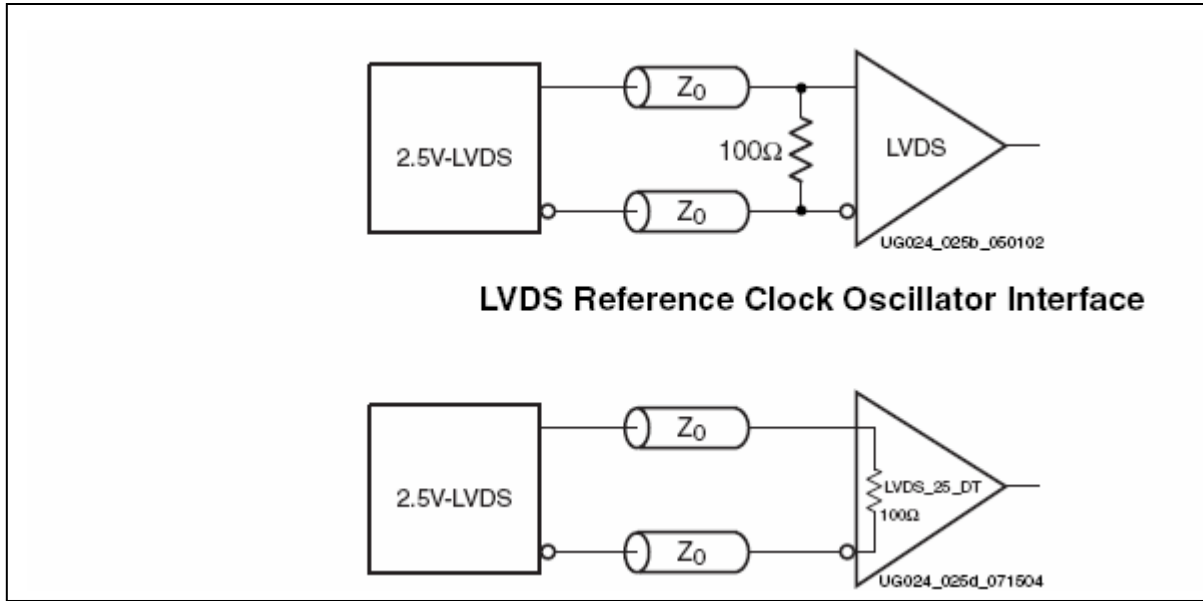 Z0
2.5V-LVDS
100Ω
LVDS
Z0
UG024_025b_050102
LVDS Reference Clock Oscillator Interface
Z0
2.5V-LVDS
LVDS_25_DT
100Ω
Z0
UG024_025d_071504